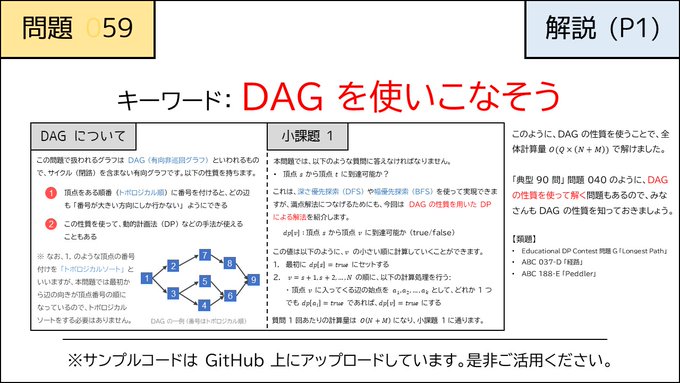 問題 059
解説 (P1)
キーワード: DAG を使いこなそう
DAG について
この問題で扱われるグラフは DAG（有向非巡回グラフ）といわれるもの
で、サイクル（閉路）を含まない有向グラフです。以下の性質を持ちます。
1 頂点をある順番（トポロジカル順）に番号を付けると、どの辺
も「番号が大きい方向にしか行かない」ようにできる
2 この性質を使って、動的計画法（DP）などの手法が使える
こともある
※ なお、1. のような頂点の番号
付けを「トポロジカルソート」と
いいますが、本問題では最初か
ら辺の向きが頂点番号の順に
なっているので、トポロジカル
ソートをする必要はありません。
1 2 3 4 5 6 7 8 9
DAG の一例（番号はトポロジカル順）
小課題 1
本問題では、以下のような質問に答えなければなりません。
・ 頂点 s から頂点 t に到達可能か？
これは、深さ優先探索（DFS）や幅優先探索（BFS）を使って実現できま
すが、満点解法につなげるためにも、今回は DAG の性質を用いた DP
による解法を紹介します。
dp[v] : 頂点 s から頂点 v に到達可能か（true/false）
この値は以下のように、v の小さい順に計算していくことができます。
1. 最初に dp[s] = true にセットする
2. v = s + 1, s + 2, ..., N の順に、以下の計算処理を行う:
・頂点 v に入ってくる辺の始点を a₁, a₂, ..., aₖ として、どれか 1 つ
でも dp[aᵢ] = true であれば、dp[v] = true にする
質問 1 回あたりの計算量は O(N + M) になり、小課題 1 に通ります。
このように、DAG の性質を使うことで、全
体計算量 O(Q × (N + M)) で解けました。
「典型 90 問」問題 040 のように、DAG
の性質を使って解く問題もあるので、みな
さんも DAG の性質を知っておきましょう。
【類題】
・ Educational DP Contest 問題 G「Longest Path」
・ ABC 037-D「経路」
・ ABC 188-E「Peddler」
※サンプルコードは GitHub 上にアップロードしています。是非ご活用ください。